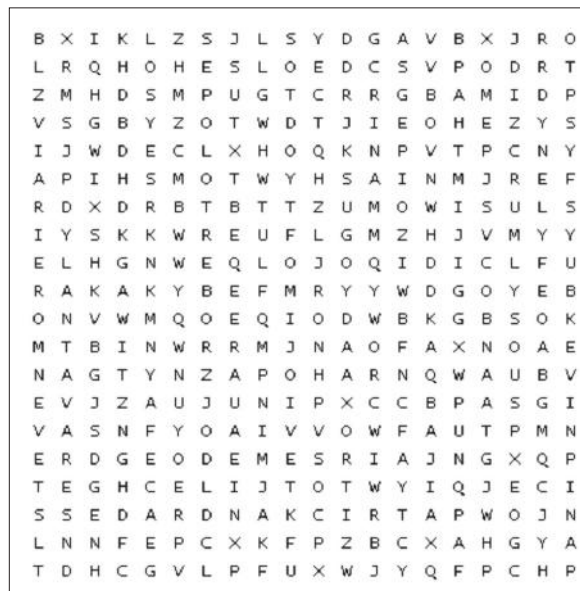 B X I K L Z S J L S Y D G A V B X J R O
L R Q H O H E S L O E D C S V P O D R T
Z M H D S M P U G T C R R G B A M I D P
V S G B Y Z O T W D T J I E O H E Z Y S
I J W D E C L X H O Q K N P V T P C N Y
A P I H S M O T W Y H S A I N M J R E F
R D X D R B T B T T Z U M O W I S U L S
I Y S K K W R E U F L G M Z H J V M Y Y
E L H G N W E Q L O J O Q I D I C L F U
R A K A K Y B E F M R Y Y W D G O Y E B
O N V W M Q O E Q I O D W B K G B S O K
M T B I N W R R M J N A O F A X N O A E
N A G T Y N Z A P O H A R N Q W A U B V
E V J Z A U J U N I P X C C B P A S G I
V A S N F Y O A I V V O W F A U T P M N
E R D G E O D E M E S R I A J N G X Q P
T E G H C E L I J T O T W Y I Q J E C I
S S E D A R D N A K C I R T A P W O J N
L N N F E P C X K F P Z B C X A H G Y A
T D H C G V L P F U X W J Y Q F P C H P